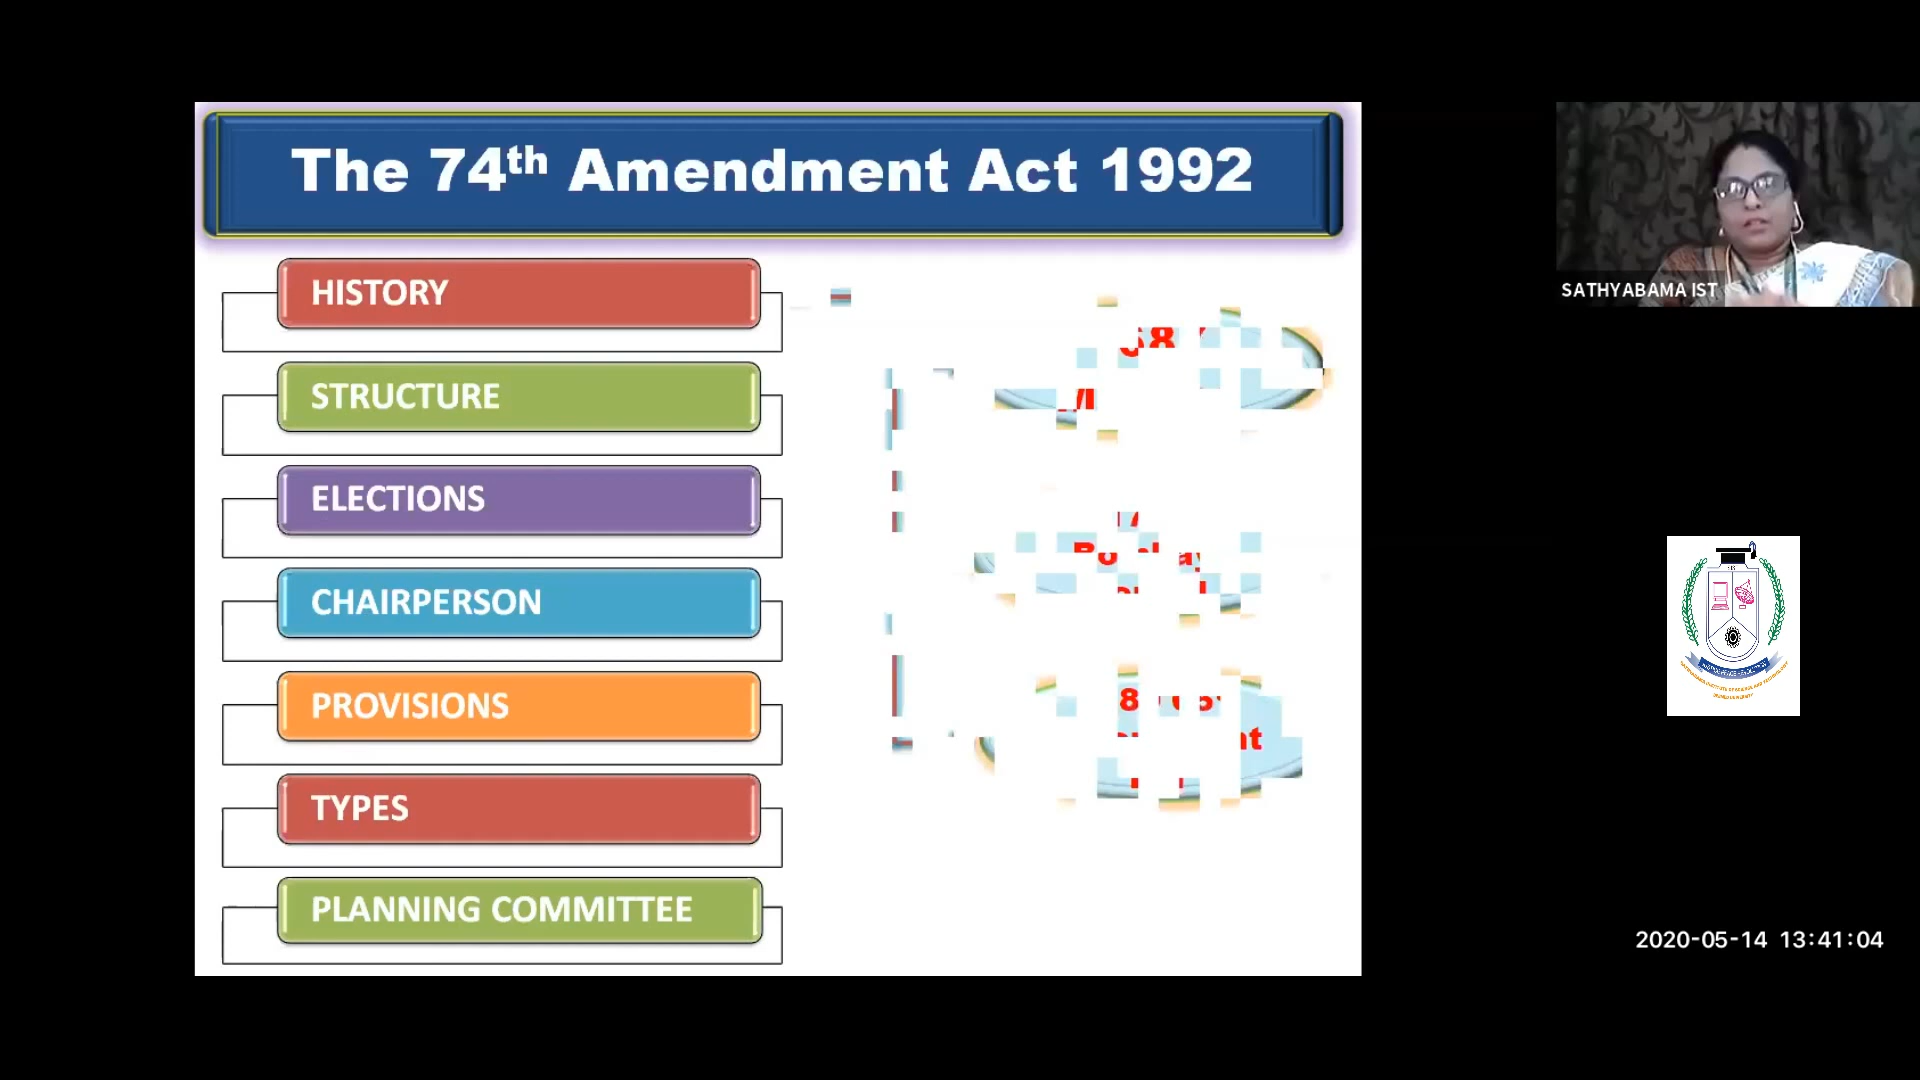 The 74th Amendment Act 1992
HISTORY
STRUCTURE
ELECTIONS
CHAIRPERSON
PROVISIONS
TYPES
PLANNING COMMITTEE
SATHYABAMA IST
2020-05-14 13:41:04